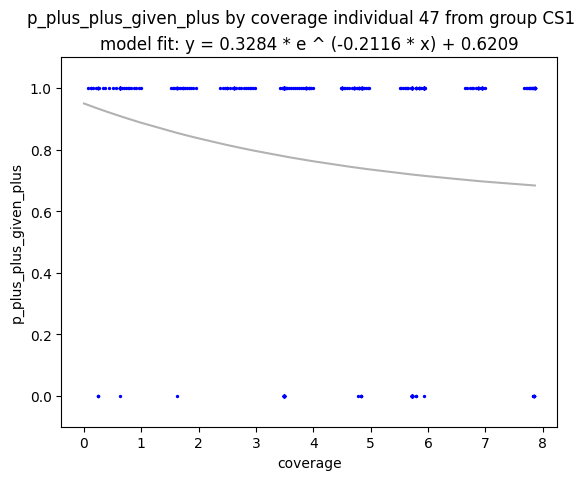 p_plus_plus_given_plus by coverage individual 47 from group CS1
model fit: y = 0.3284 * e ^ (-0.2116 * x) + 0.6209
1.0
0.8
0.6
0.4
0.2
0.0
p_plus_plus_given_plus
0 1 2 3 4 5 6 7 8
coverage